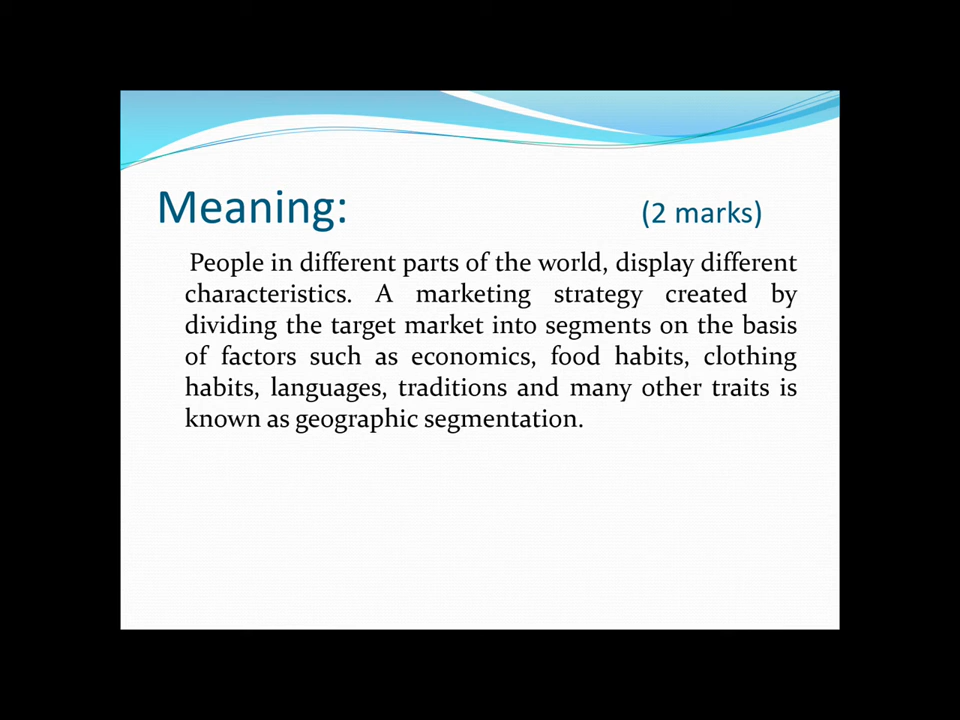 Meaning: (2 marks)
People in different parts of the world, display different
characteristics. A marketing strategy created by
dividing the target market into segments on the basis
of factors such as economics, food habits, clothing
habits, languages, traditions and many other traits is
known as geographic segmentation.